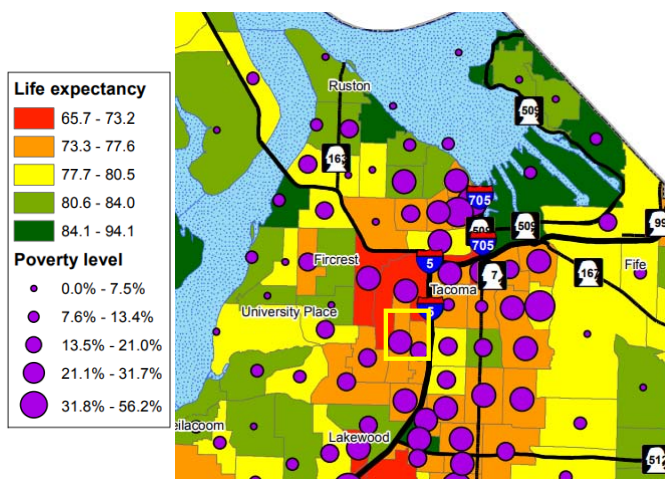 Life expectancy
65.7 - 73.2
73.3 - 77.6
77.7 - 80.5
80.6 - 84.0
84.1 - 94.1
Poverty level
0.0% - 7.5%
7.6% - 13.4%
13.5% - 21.0%
21.1% - 31.7%
31.8% - 56.2%
Ruston
509
163
705
509
509
99
705
Fircrest
5
7
167
Fife
Tacoma
University Place
5
eilacoom
Lakewood
512